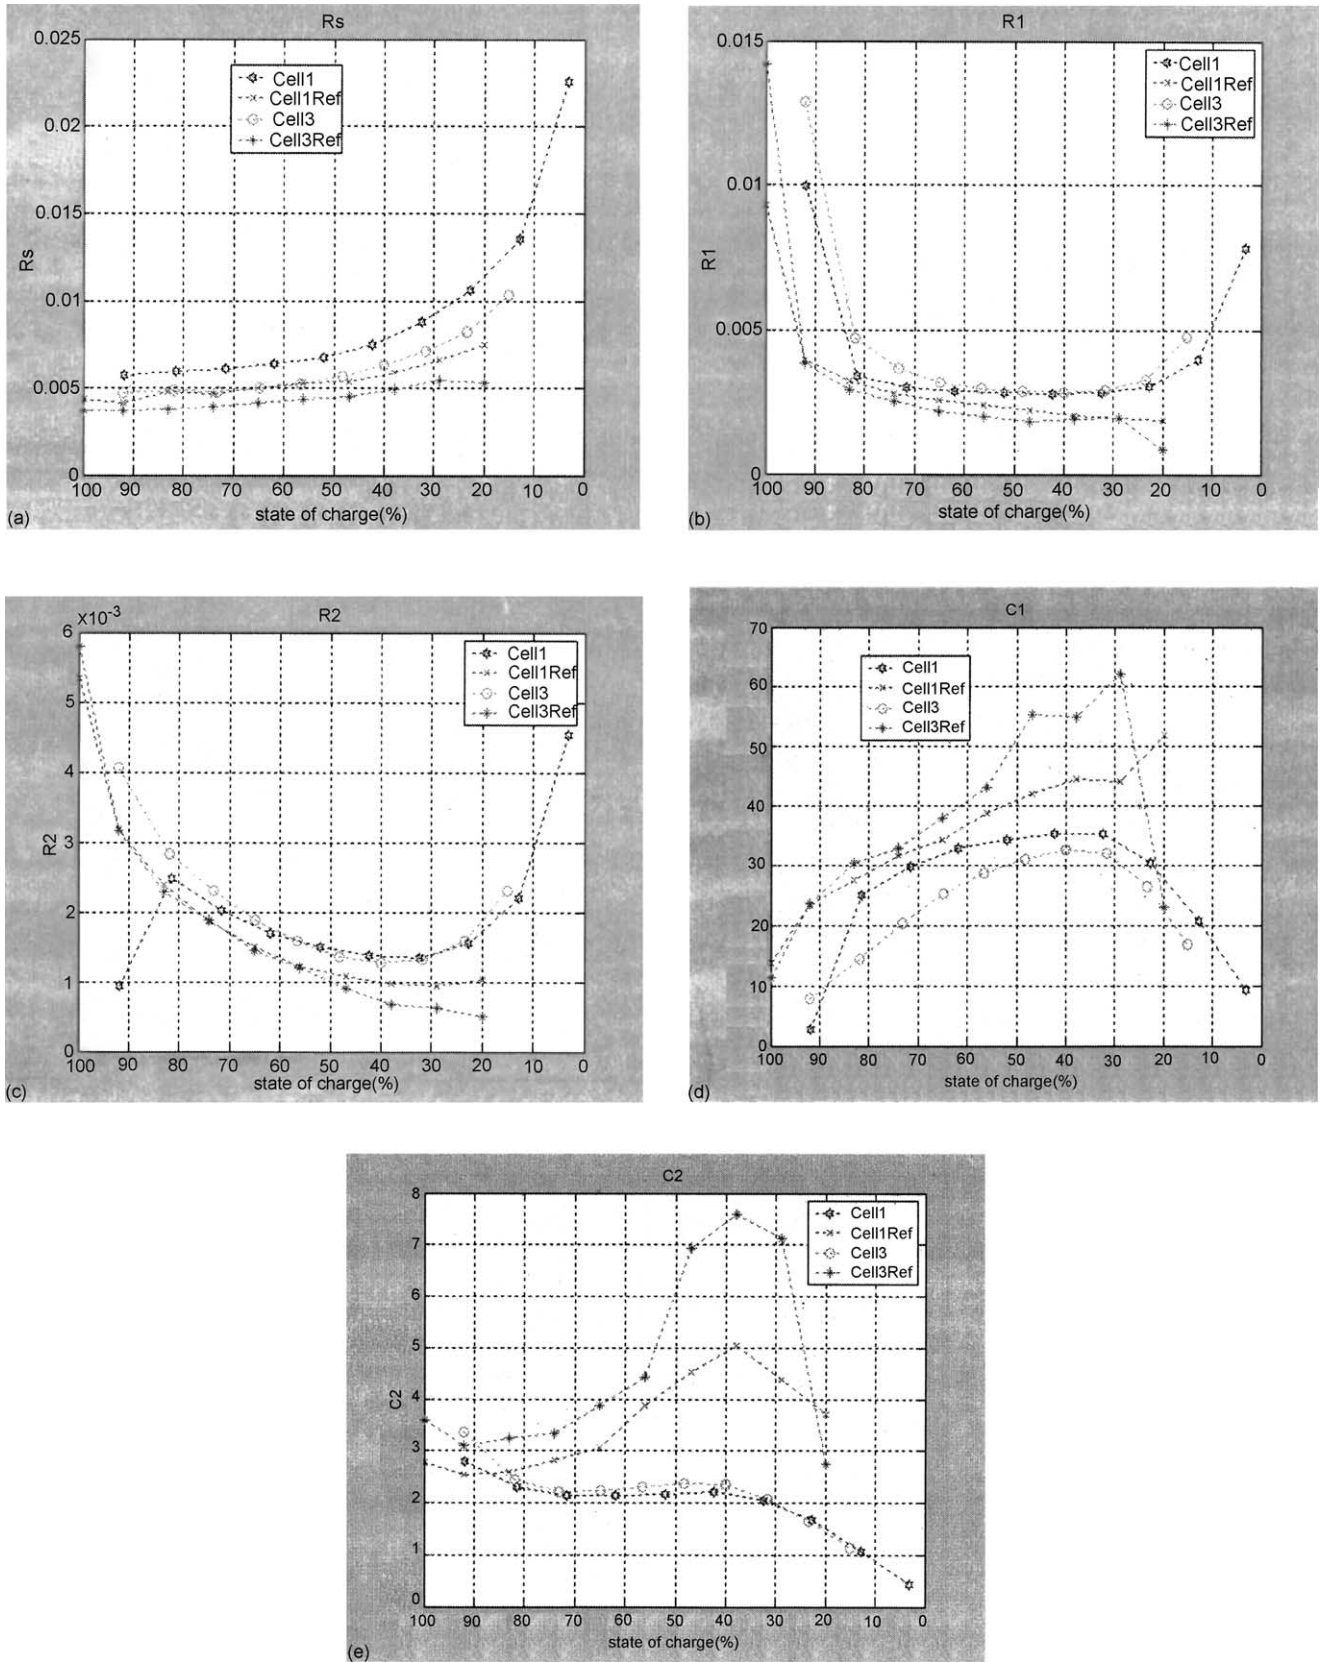 Rs
0.025
0.02
0.015
0.01
0.005
0
Rs
Cell1
Cell1Ref
Cell3
Cell3Ref
100 90 80 70 60 50 40 30 20 10 0
state of charge(%)
(a)
R1
0.015
0.01
0.005
0
R1
Cell1
Cell1Ref
Cell3
Cell3Ref
100 90 80 70 60 50 40 30 20 10 0
state of charge(%)
(b)
R2
X10-3
6
5
4
3
2
1
0
R2
Cell1
Cell1Ref
Cell3
Cell3Ref
100 90 80 70 60 50 40 30 20 10 0
state of charge(%)
(c)
C1
70
60
50
40
30
20
10
0
Cell1
Cell1Ref
Cell3
Cell3Ref
100 90 80 70 60 50 40 30 20 10 0
state of charge(%)
(d)
C2
8
7
6
5
4
3
2
1
0
C2
Cell1
Cell1Ref
Cell3
Cell3Ref
100 90 80 70 60 50 40 30 20 10 0
state of charge(%)
(e)